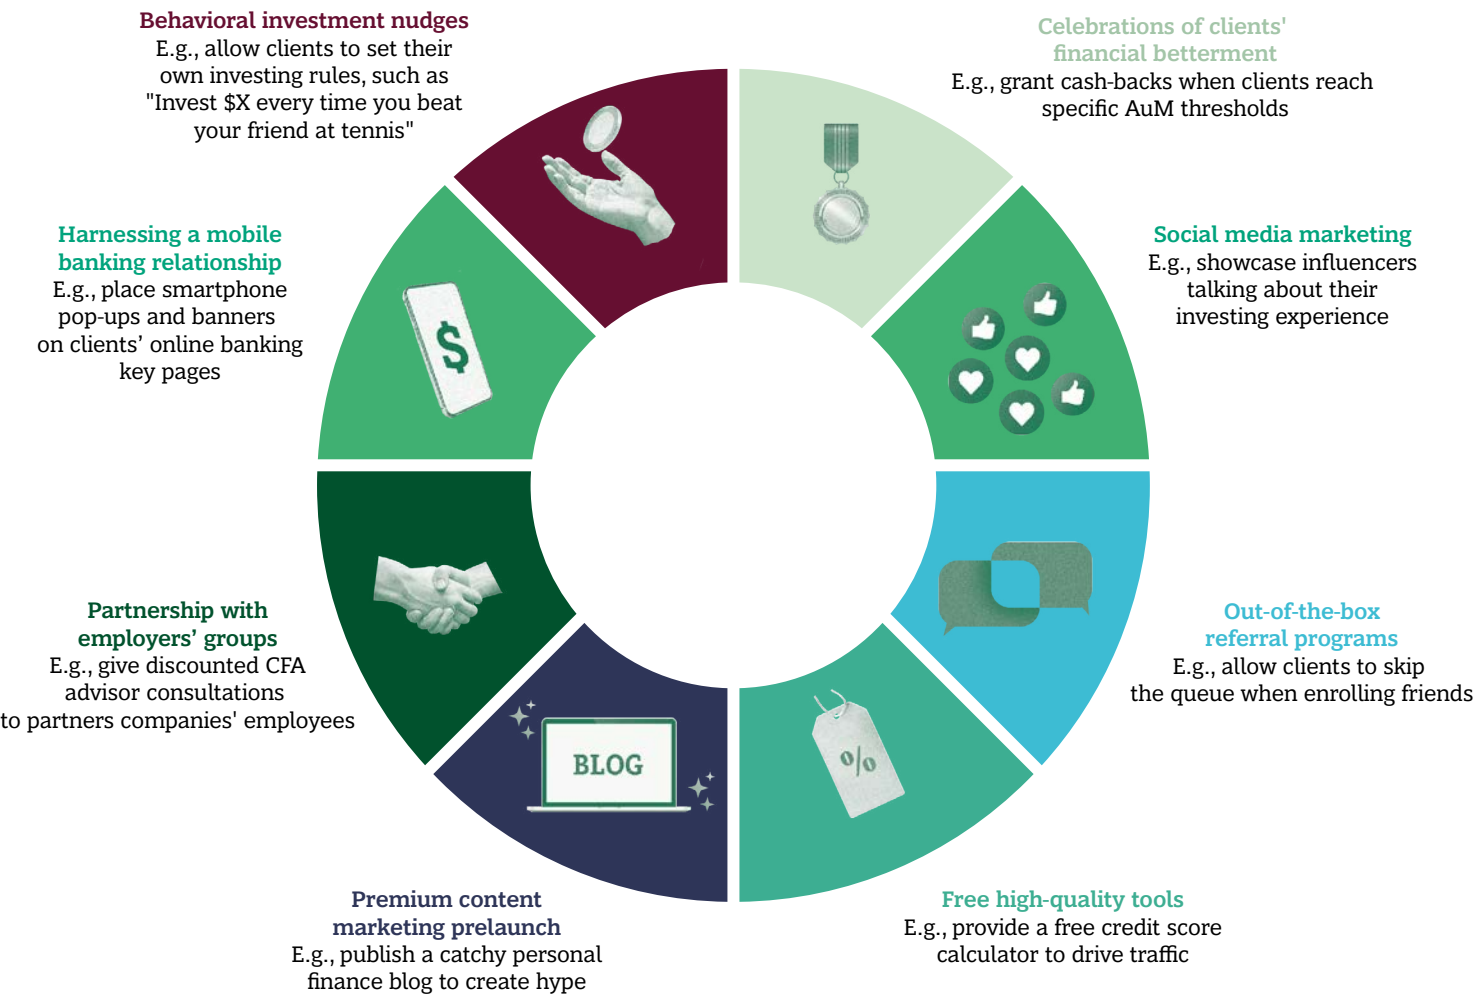 Behavioral investment nudges
E.g., allow clients to set their
own investing rules, such as
"Invest $X every time you beat
your friend at tennis"
Celebrations of clients'
financial betterment
E.g., grant cash-backs when clients reach
specific AuM thresholds
Harnessing a mobile
banking relationship
E.g., place smartphone
pop-ups and banners
on clients’ online banking
key pages
$
Social media marketing
E.g., showcase influencers
talking about their
investing experience
Partnership with
employers’ groups
E.g., give discounted CFA
advisor consultations
to partners companies' employees
Out-of-the-box
referral programs
E.g., allow clients to skip
the queue when enrolling friends
BLOG
%
Premium content
marketing prelaunch
E.g., publish a catchy personal
finance blog to create hype
Free high-quality tools
E.g., provide a free credit score
calculator to drive traffic